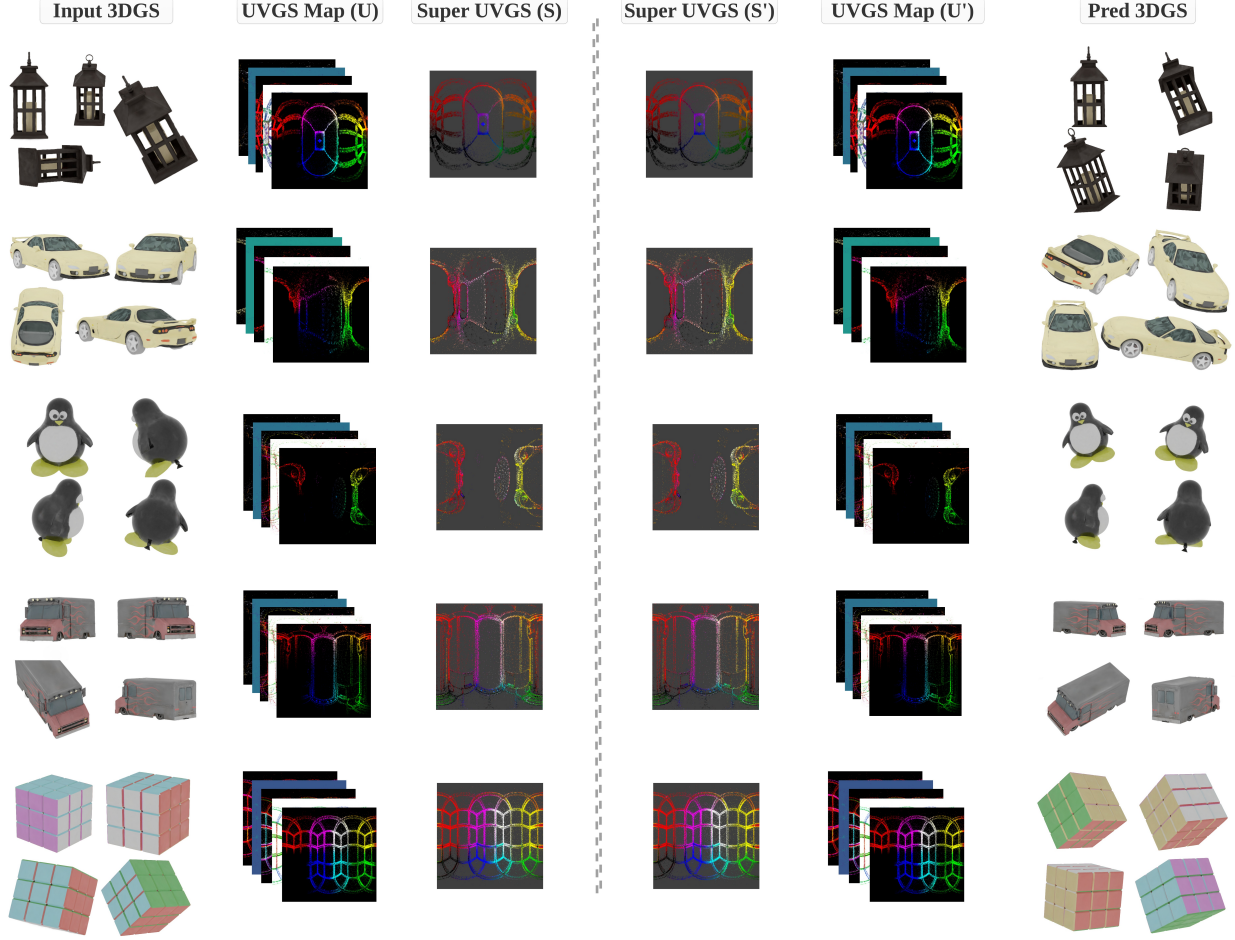 Input 3DGS
UVGS Map (U)
Super UVGS (S)
Super UVGS (S')
UVGS Map (U')
Pred 3DGS